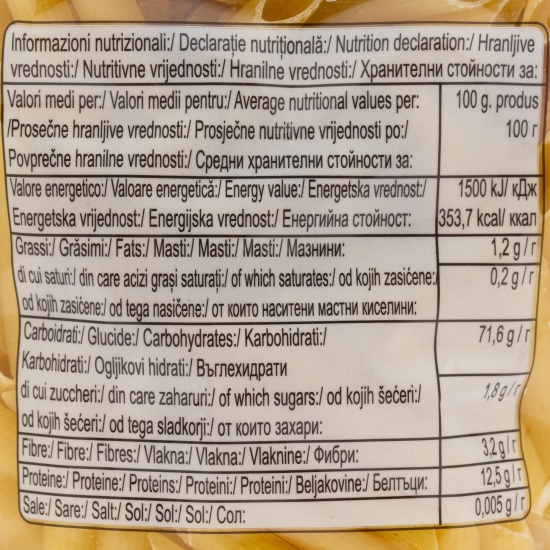 Informazioni nutrizionali:/ Declarație nutrițională:/ Nutrition declaration:/ Hranljive
vrednosti:/ Nutritivne vrijednosti:/ Hranilne vrednosti:/ Хранителни стойности за:
Valori medi per:/ Valori medii pentru:/ Average nutritional values per: 100 g. produs
/Prosečne hranljive vrednosti:/ Prosječne nutritivne vrijednosti po:/ 100 г
Povprečne hranilne vrednosti:/ Средни хранителни стойности за:
Valore energetico:/ Valoare energetică:/ Energy value:/ Energetska vrednost:/ 1500 kJ/ кДж
Energetska vrijednost:/ Energijska vrednost:/ Енергийна стойност: 353,7 kcal/ ккал
Grassi:/ Grăsimi:/ Fats:/ Masti:/ Masti:/ Masti:/ Мазнини: 1,2 g/г
di cui saturi:/ din care acizi grași saturați:/ of which saturates:/ od kojih zasićene:/ 0,2 g/г
od kojih zasićene:/ od tega nasičene:/ от които наситени мастни киселини:
Carboidrati:/ Glucide:/ Carbohydrates:/ Karbohidrati:/ 71,6 g/г
Karbohidrati:/ Ogljikovi hidrati:/ Въглехидрати
di cui zuccheri:/ din care zaharuri:/ of which sugars:/ od kojih šećeri:/ 1,8g/г
od kojih šećeri:/ od tega sladkorji:/ от които захари:
Fibre:/ Fibre:/ Fibres:/ Vlakna:/ Vlakna:/ Vlaknine:/ Фибри: 3,2 g/г
Proteine:/ Proteine:/ Proteins:/ Proteini:/ Proteini:/ Beljakovine:/ Белтъци: 12,5 g/г
Sale:/ Sare:/ Salt:/ Sol:/ Sol:/ Sol:/ Сол: 0,005 g/г